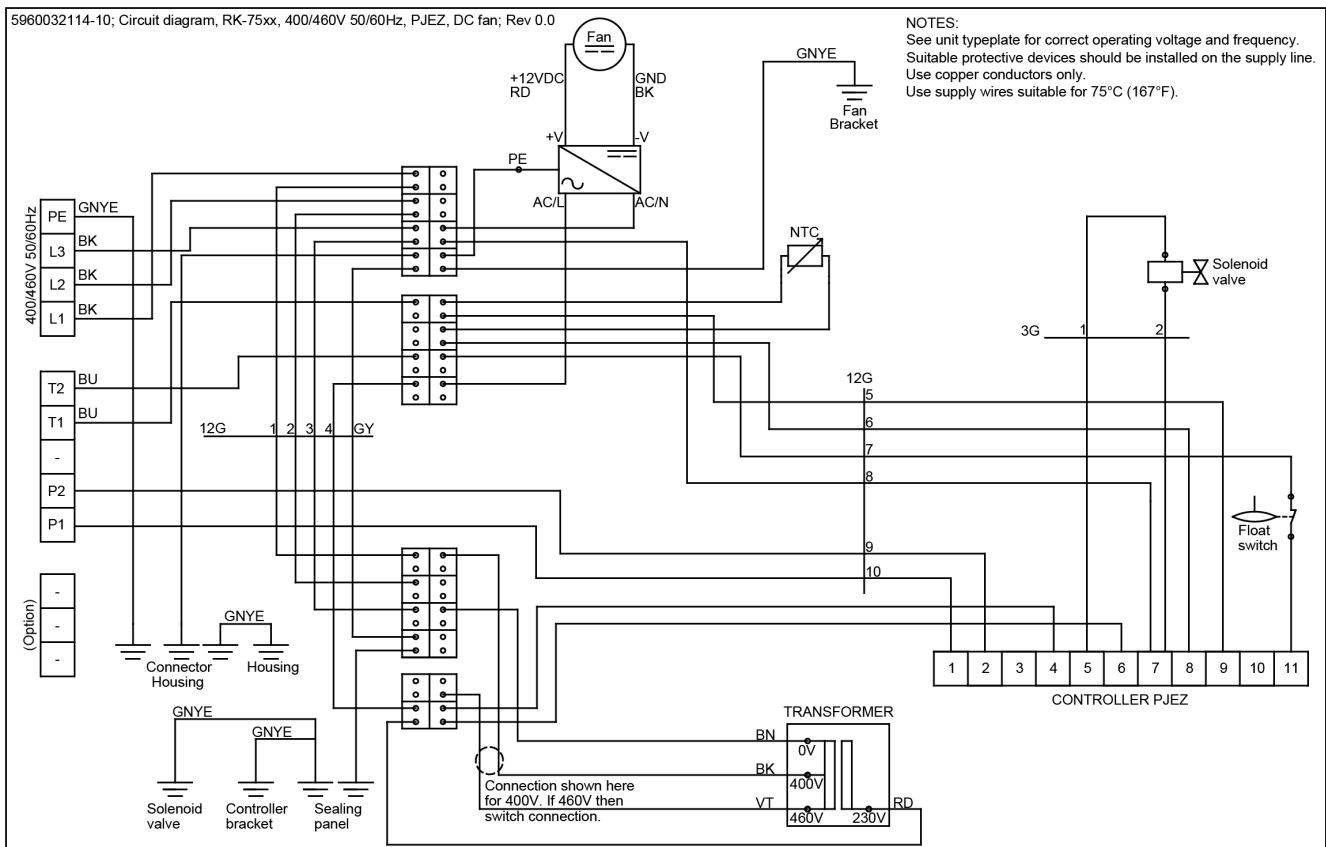 5960032114-10; Circuit diagram, RK-75xx, 400/460V 50/60Hz, PJEZ, DC fan; Rev 0.0
NOTES:
See unit typeplate for correct operating voltage and frequency.
Suitable protective devices should be installed on the supply line.
Use copper conductors only.
Use supply wires suitable for 75°C (167°F).
Fan
+12VDC
RD
GND
BK
+V
-V
PE
AC/L
AC/N
GNYE
Fan
Bracket
400/460V 50/60Hz
PE
GNYE
L3
BK
L2
BK
L1
BK
NTC
Solenoid
valve
3G
1
2
T2
BU
T1
BU
-
P2
P1
12G
1
2
3
4
GY
12G
5
6
7
8
9
10
Float
switch
(Option)
-
-
-
GNYE
Connector
Housing
Housing
1
2
3
4
5
6
7
8
9
10
11
CONTROLLER PJEZ
GNYE
GNYE
Solenoid
valve
Controller
bracket
Sealing
panel
Connection shown here
for 400V. If 460V then
switch connection.
TRANSFORMER
BN
0V
BK
400V
VT
460V
230V
RD